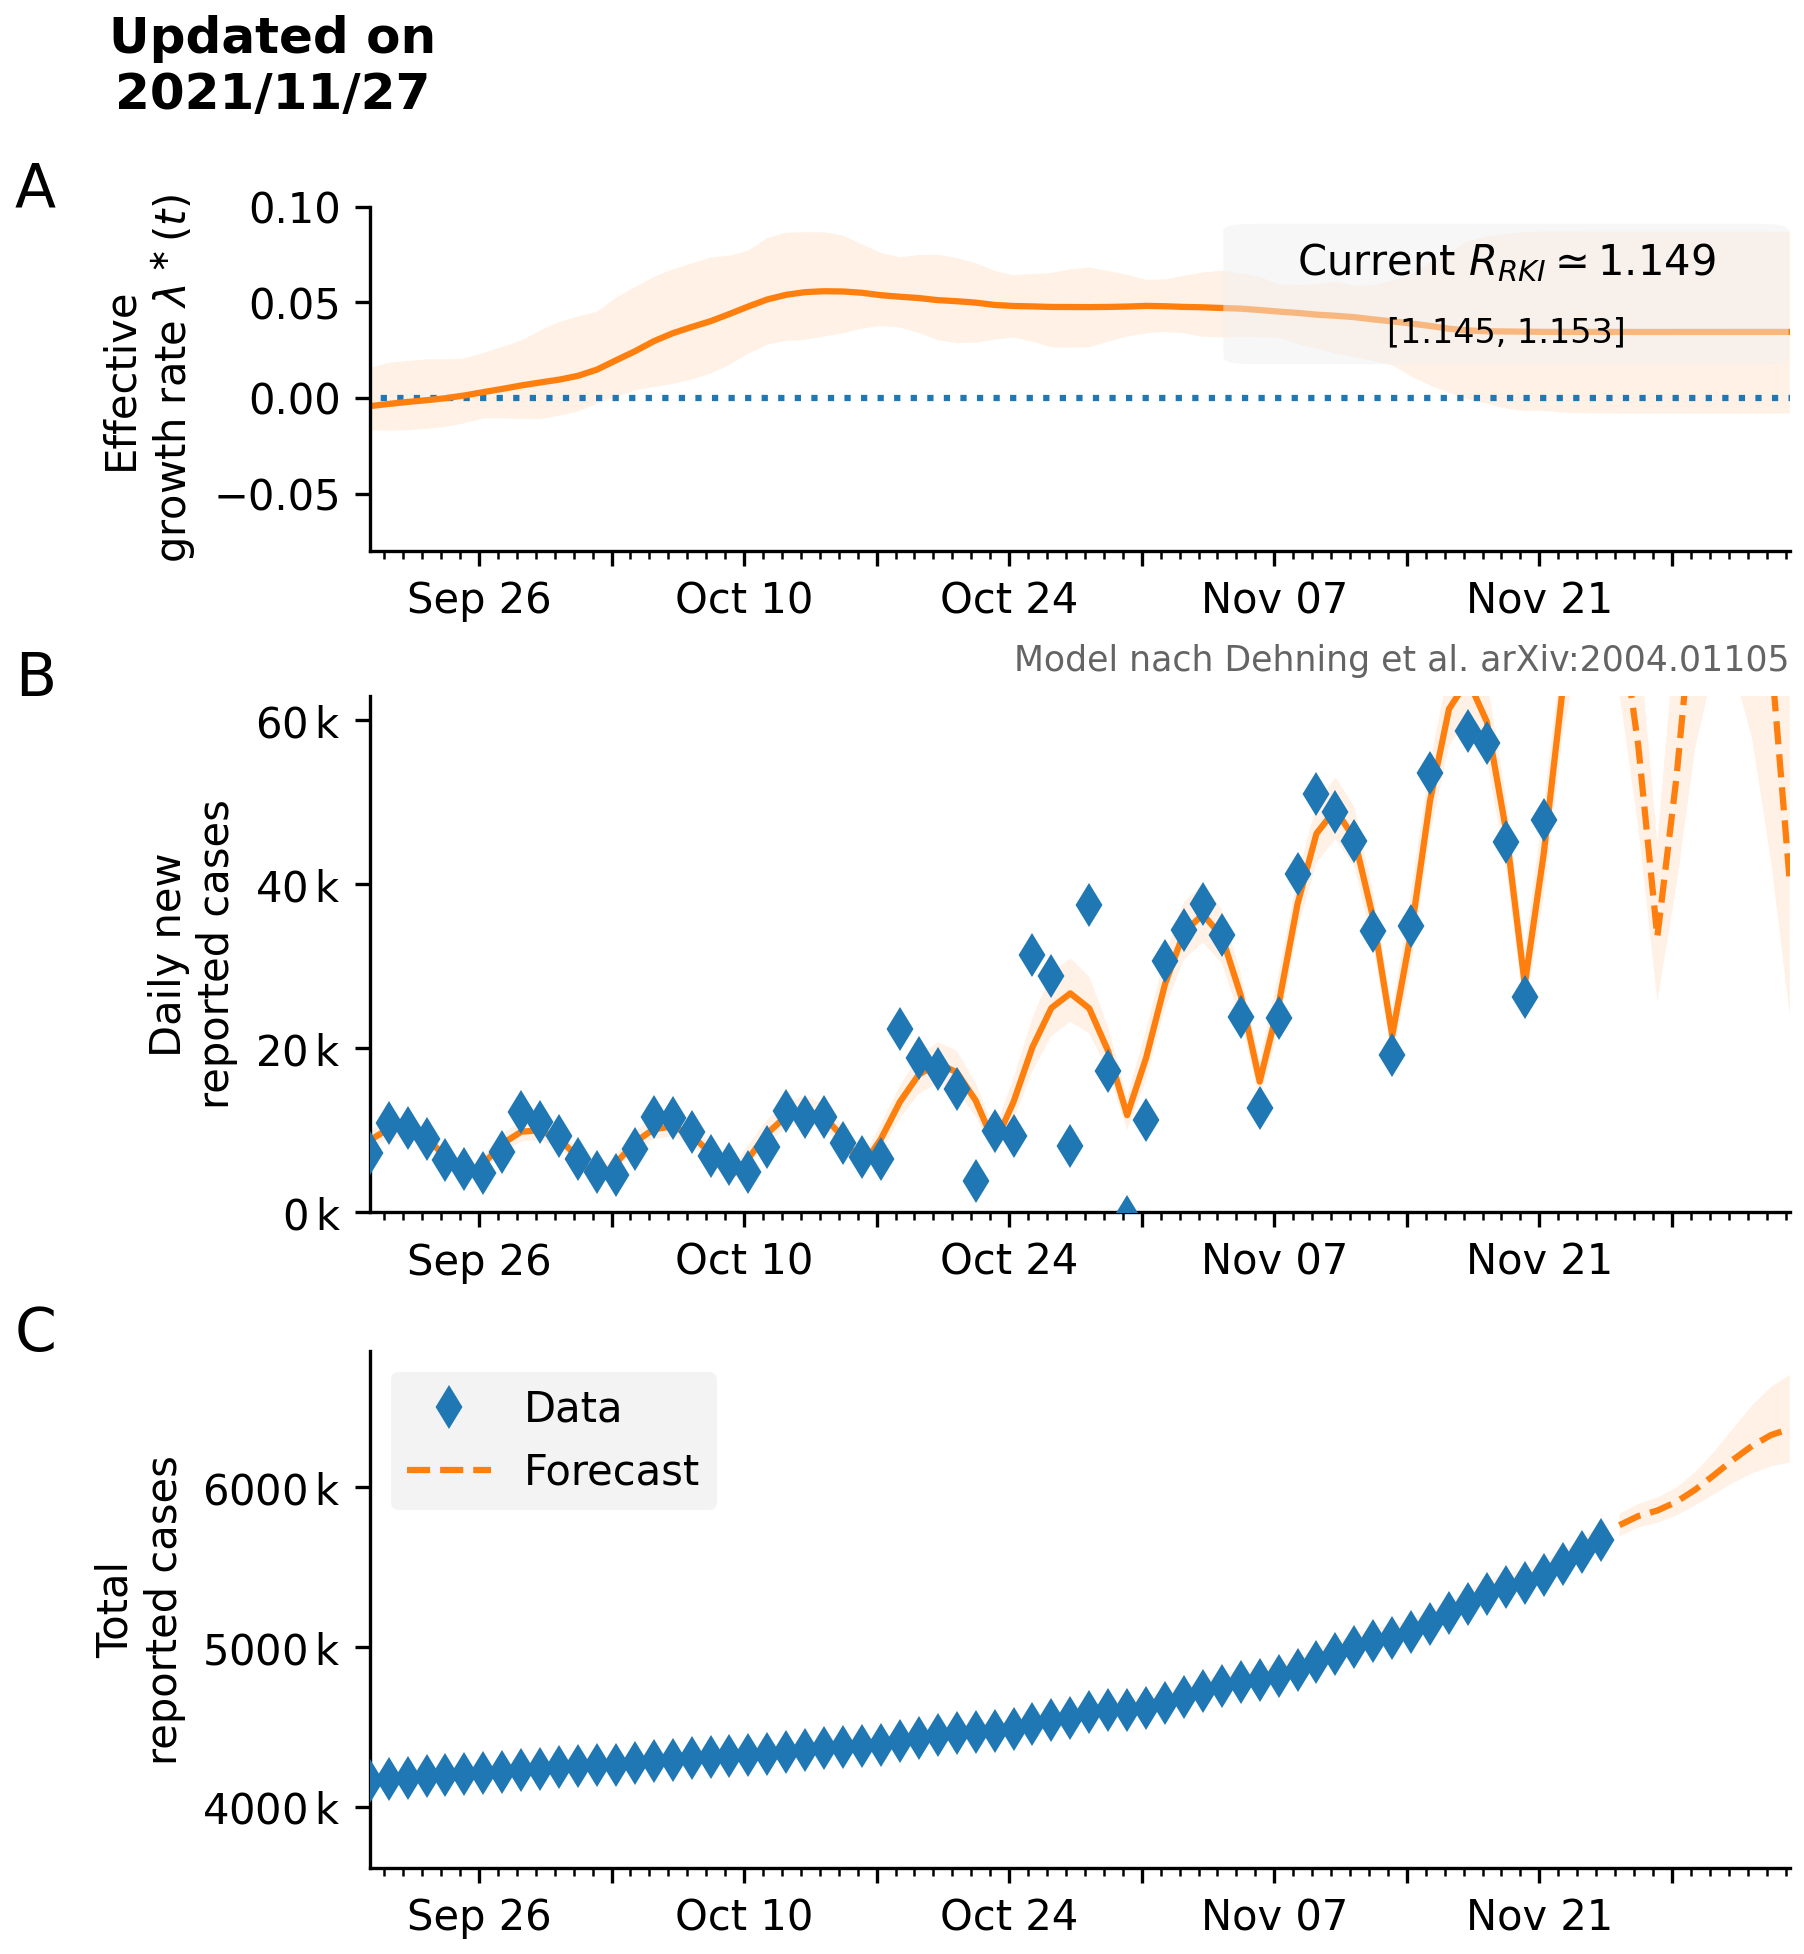 Updated on
2021/11/27
A
Effective
growth rate λ * (t)
0.10
0.05
0.00
−0.05
Current R_RKI ≃ 1.149
[1.145, 1.153]
Sep 26
Oct 10
Oct 24
Nov 07
Nov 21
B
Model nach Dehning et al. arXiv:2004.01105
Daily new
reported cases
60 k
40 k
20 k
0 k
Sep 26
Oct 10
Oct 24
Nov 07
Nov 21
C
Total
reported cases
Data
Forecast
6000 k
5000 k
4000 k
Sep 26
Oct 10
Oct 24
Nov 07
Nov 21